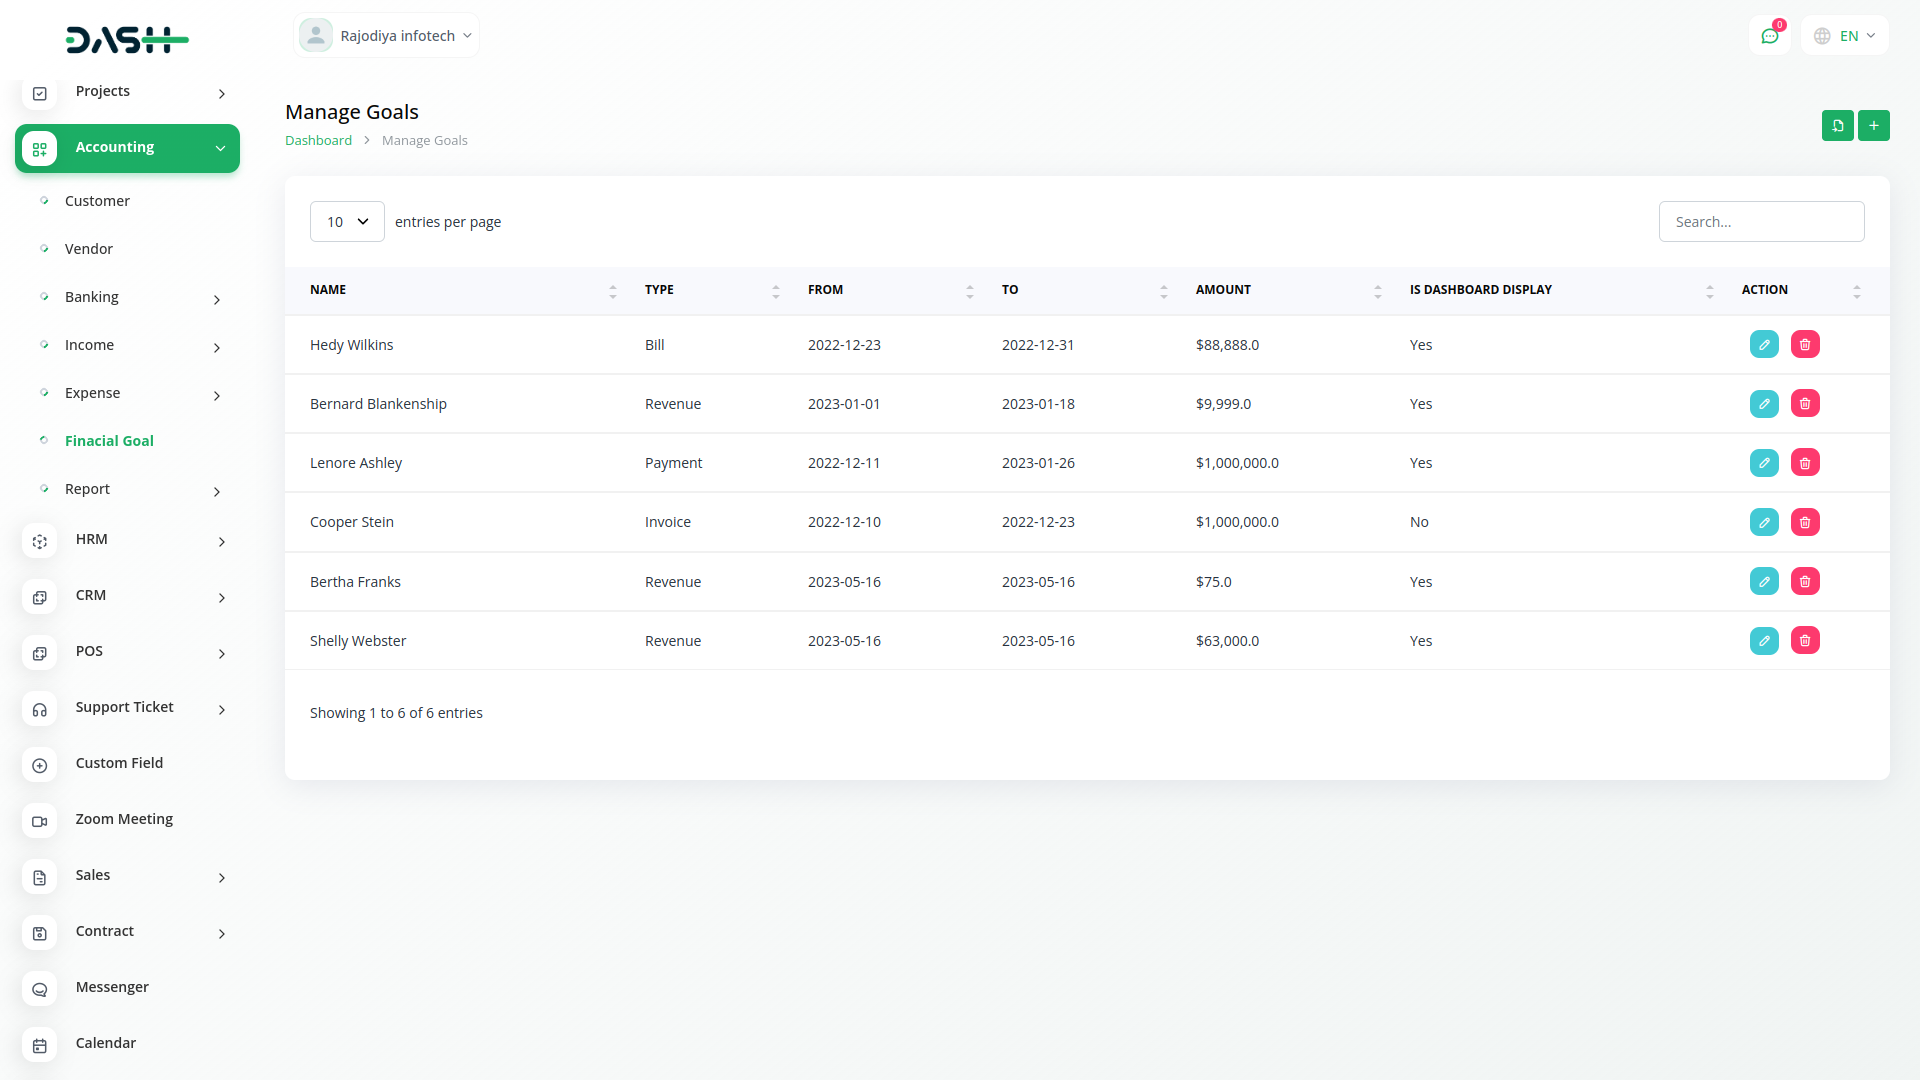 DASH
Rajodiya infotech
0
EN
Projects
Accounting
Customer
Vendor
Banking
Income
Expense
Finacial Goal
Report
HRM
CRM
POS
Support Ticket
Custom Field
Zoom Meeting
Sales
Contract
Messenger
Calendar
Manage Goals
Dashboard > Manage Goals
10 entries per page
Search...
NAME TYPE FROM TO AMOUNT IS DASHBOARD DISPLAY ACTION
Hedy Wilkins Bill 2022-12-23 2022-12-31 $88,888.0 Yes
Bernard Blankenship Revenue 2023-01-01 2023-01-18 $9,999.0 Yes
Lenore Ashley Payment 2022-12-11 2023-01-26 $1,000,000.0 Yes
Cooper Stein Invoice 2022-12-10 2022-12-23 $1,000,000.0 No
Bertha Franks Revenue 2023-05-16 2023-05-16 $75.0 Yes
Shelly Webster Revenue 2023-05-16 2023-05-16 $63,000.0 Yes
Showing 1 to 6 of 6 entries